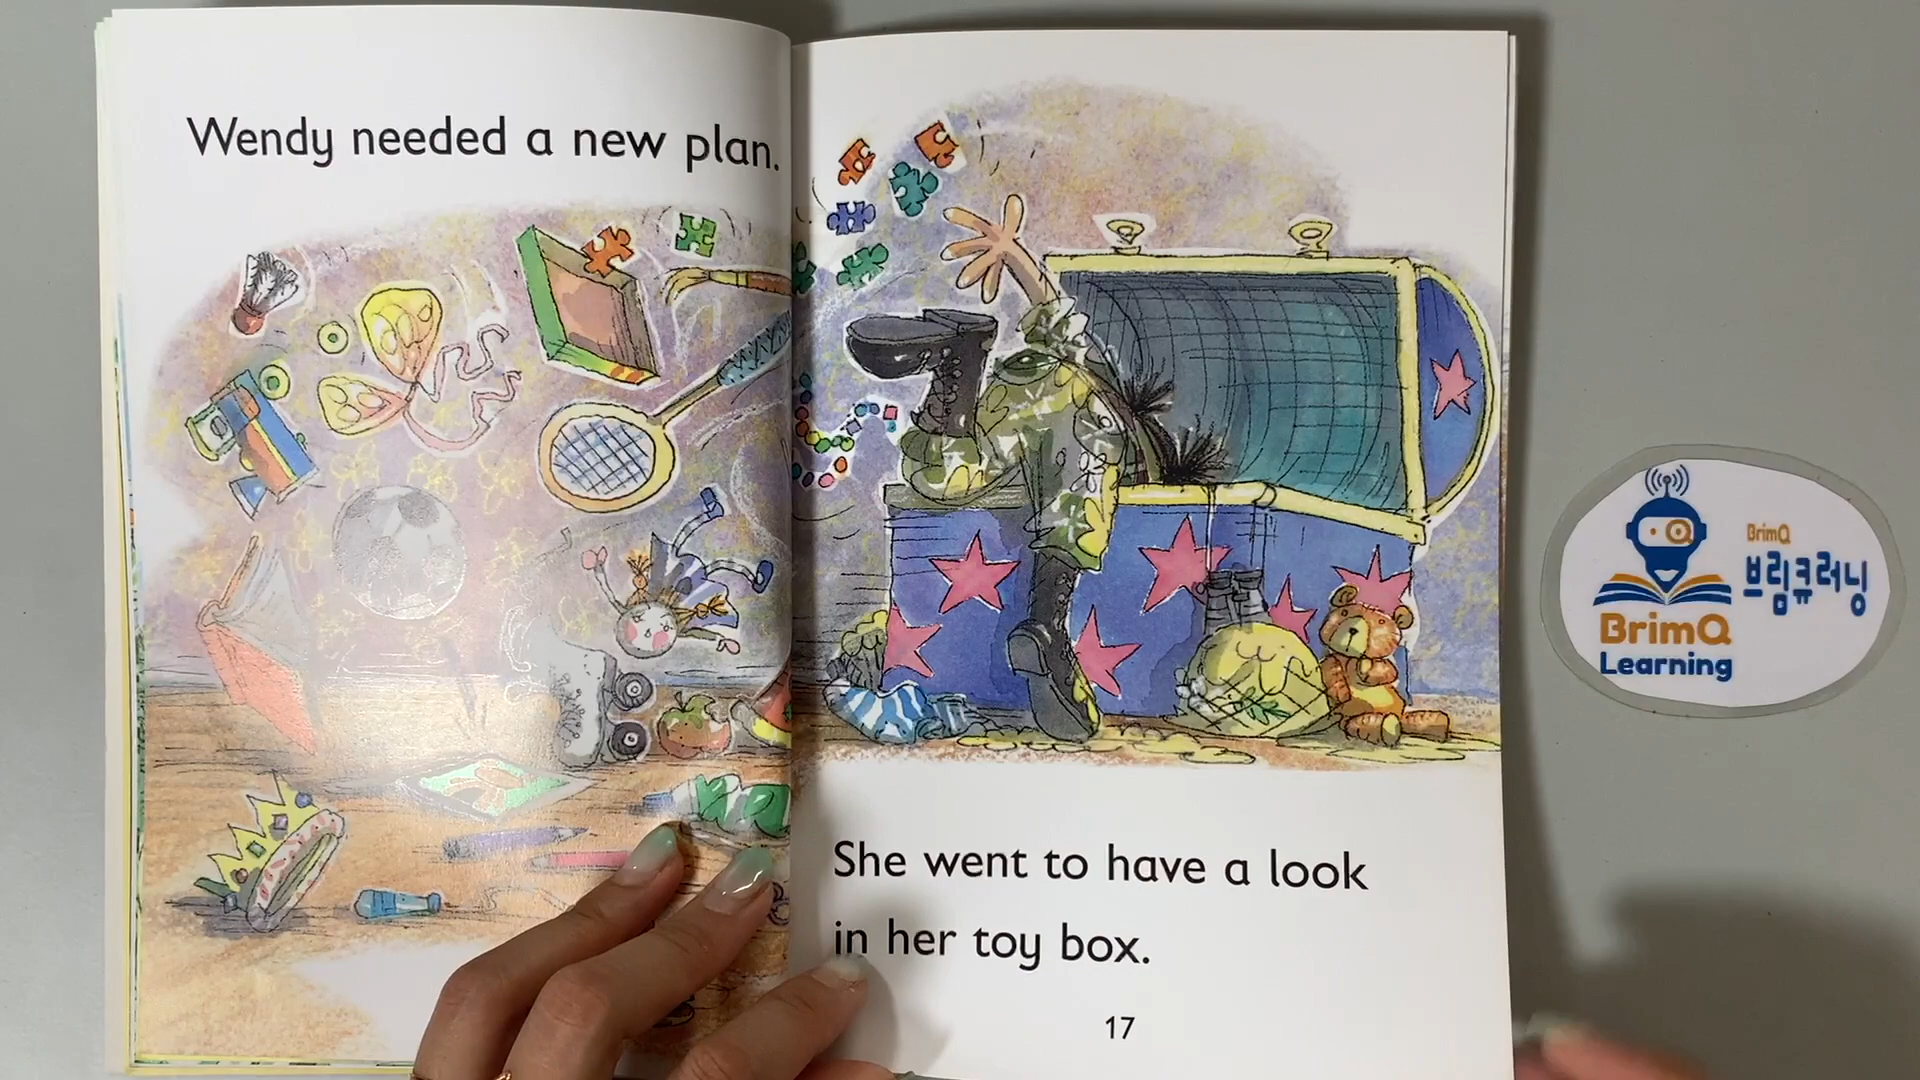 Wendy needed a new plan.
She went to have a look
in her toy box.
17
BrimQ
브림큐러닝
BrimQ
Learning